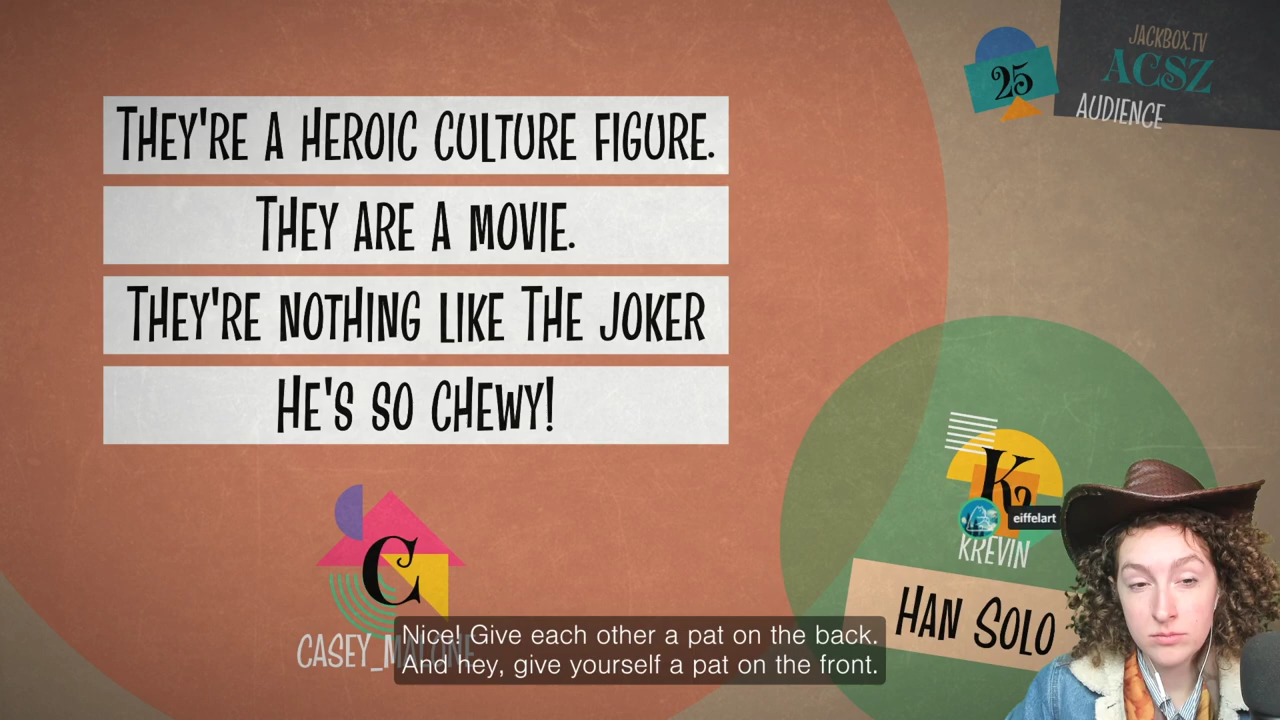 THEY'RE A HEROIC CULTURE FIGURE.
THEY ARE A MOVIE.
THEY'RE NOTHING LIKE THE JOKER
HE'S SO CHEWY!
25
JACKBOX.TV
ACSZ
AUDIENCE
C
K
eiffelart
KREVIN
HAN SOLO
Nice! Give each other a pat on the back.
And hey, give yourself a pat on the front.